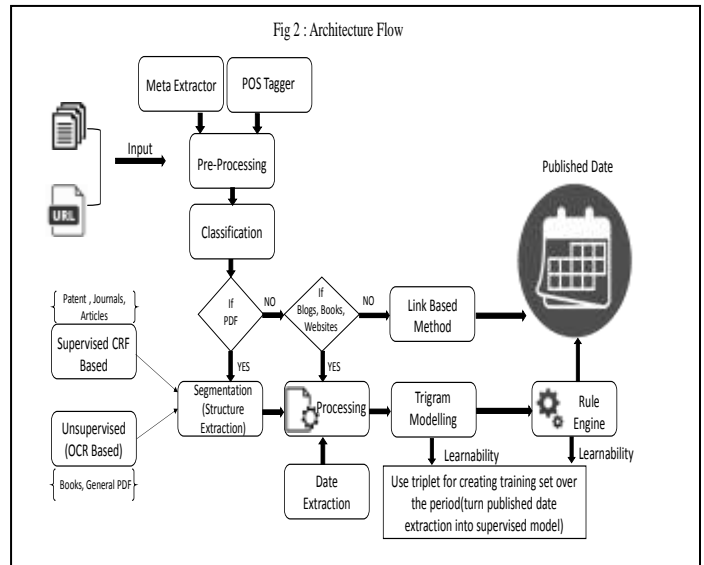 Fig 2 : Architecture Flow
Meta Extractor
POS Tagger
Input
Pre-Processing
Published Date
URL
Classification
Patent , Journals,
Articles
If
PDF
NO
If
Blogs, Books,
Websites
NO
Link Based
Method
Supervised CRF
Based
YES
YES
Segmentation
(Structure
Extraction)
Processing
Trigram
Modelling
Rule
Engine
Unsupervised
(OCR Based)
Learnability
Learnability
Books, General PDF
Date
Extraction
Use triplet for creating training set over
the period(turn published date
extraction into supervised model)